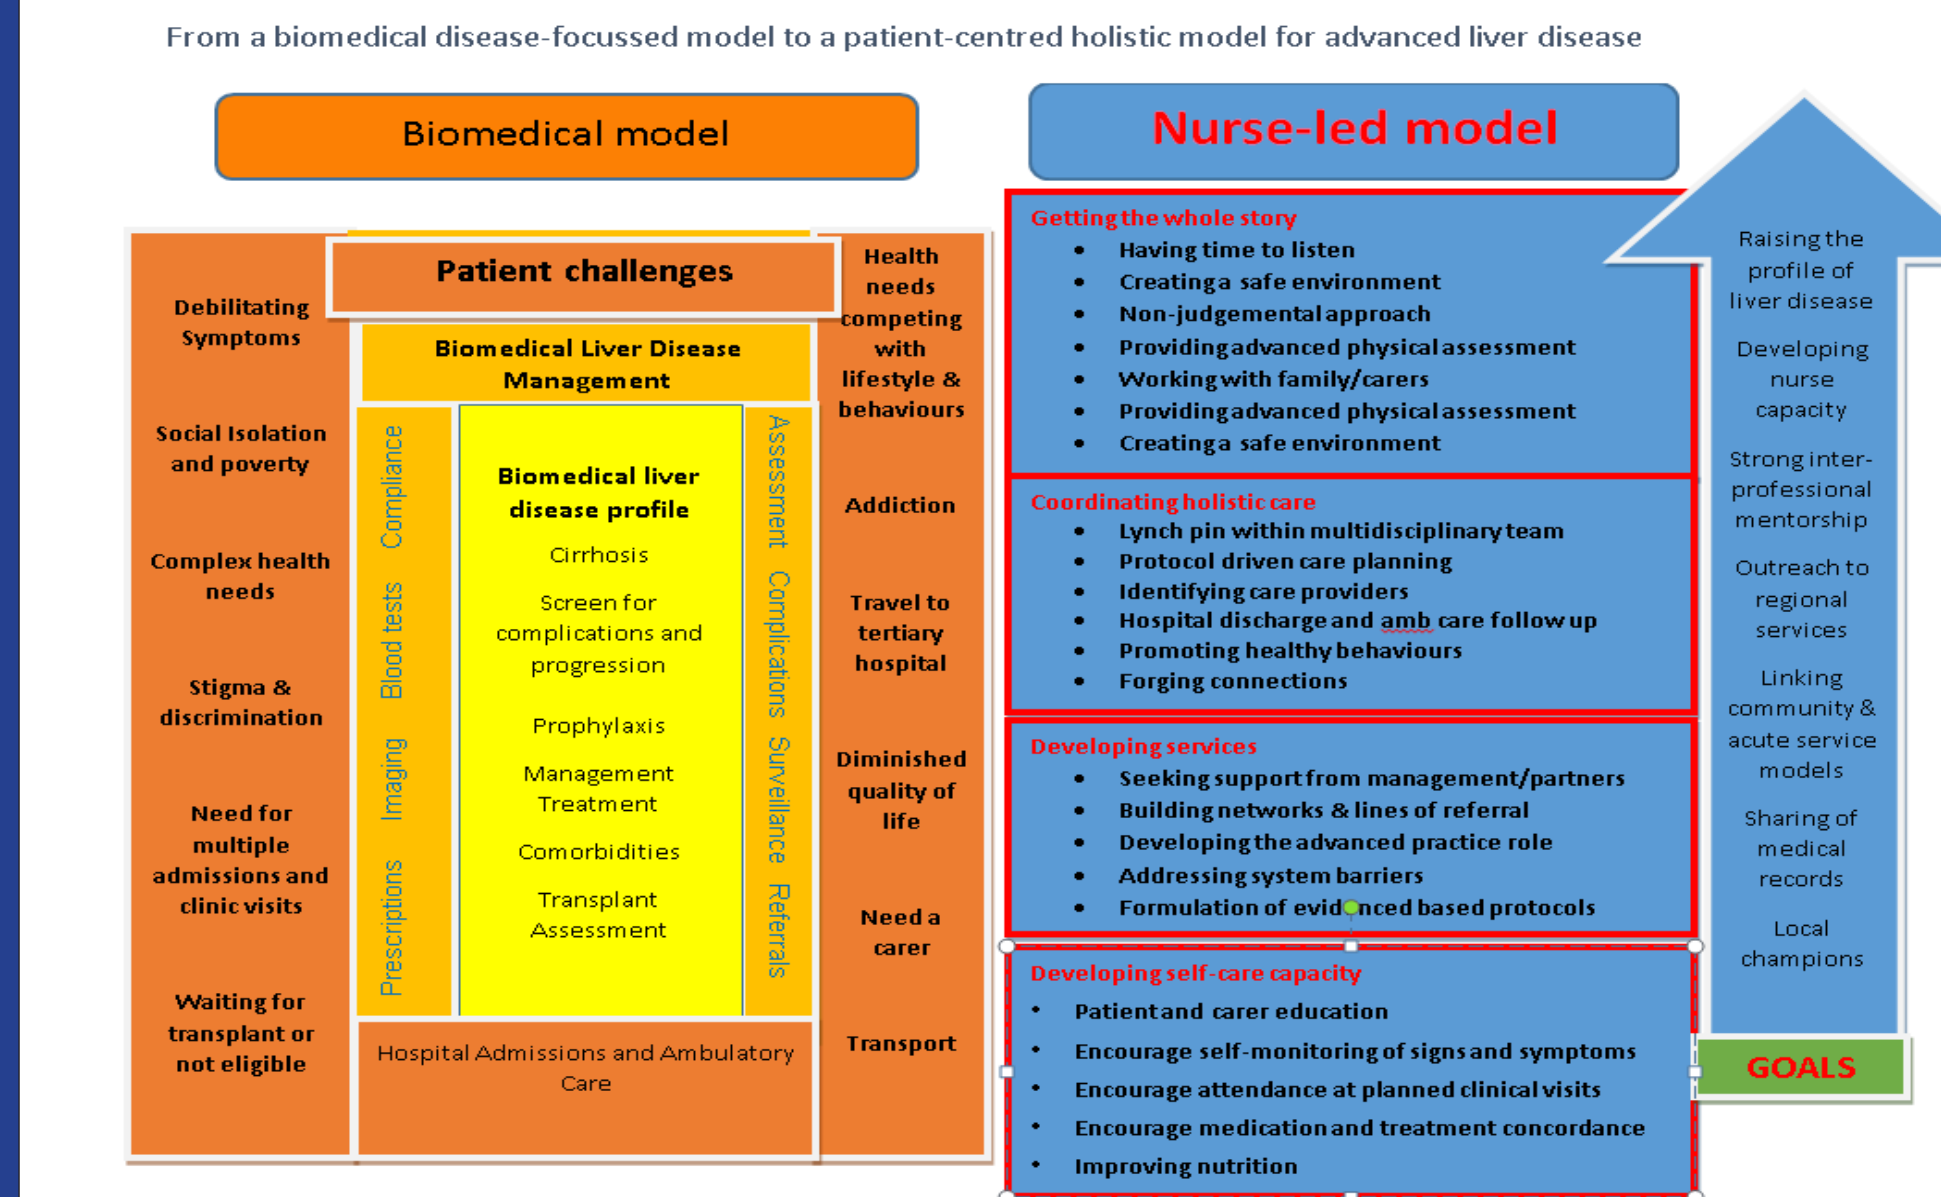 From a biomedical disease-focussed model to a patient-centred holistic model for advanced liver disease
Biomedical model
Patient challenges
Debilitating
Symptoms
Social Isolation
and poverty
Complex health
needs
Stigma &
discrimination
Need for
multiple
admissions and
clinic visits
Waiting for
transplant or
not eligible
Biomedical Liver Disease
Management
Compliance
Blood tests
Imaging
Prescriptions
Biomedical liver
disease profile
Cirrhosis
Screen for
complications and
progression
Prophylaxis
Management
Treatment
Comorbidities
Transplant
Assessment
Assessment
Complications
Surveillance
Referrals
Hospital Admissions and Ambulatory
Care
Health
needs
competing
with
lifestyle &
behaviours
Addiction
Travel to
tertiary
hospital
Diminished
quality of
life
Need a
carer
Transport
Nurse-led model
Getting the whole story
• Having time to listen
• Creating a safe environment
• Non-judgemental approach
• Providing advanced physical assessment
• Working with family/carers
• Providing advanced physical assessment
• Creating a safe environment
Coordinating holistic care
• Lynch pin within multidisciplinary team
• Protocol driven care planning
• Identifying care providers
• Hospital discharge and amb care follow up
• Promoting healthy behaviours
• Forging connections
Developing services
• Seeking support from management/partners
• Building networks & lines of referral
• Developing the advanced practice role
• Addressing system barriers
• Formulation of evidenced based protocols
Developing self-care capacity
• Patient and carer education
• Encourage self-monitoring of signs and symptoms
• Encourage attendance at planned clinical visits
• Encourage medication and treatment concordance
• Improving nutrition
Raising the
profile of
liver disease
Developing
nurse
capacity
Strong inter-
professional
mentorship
Outreach to
regional
services
Linking
community &
acute service
models
Sharing of
medical
records
Local
champions
GOALS